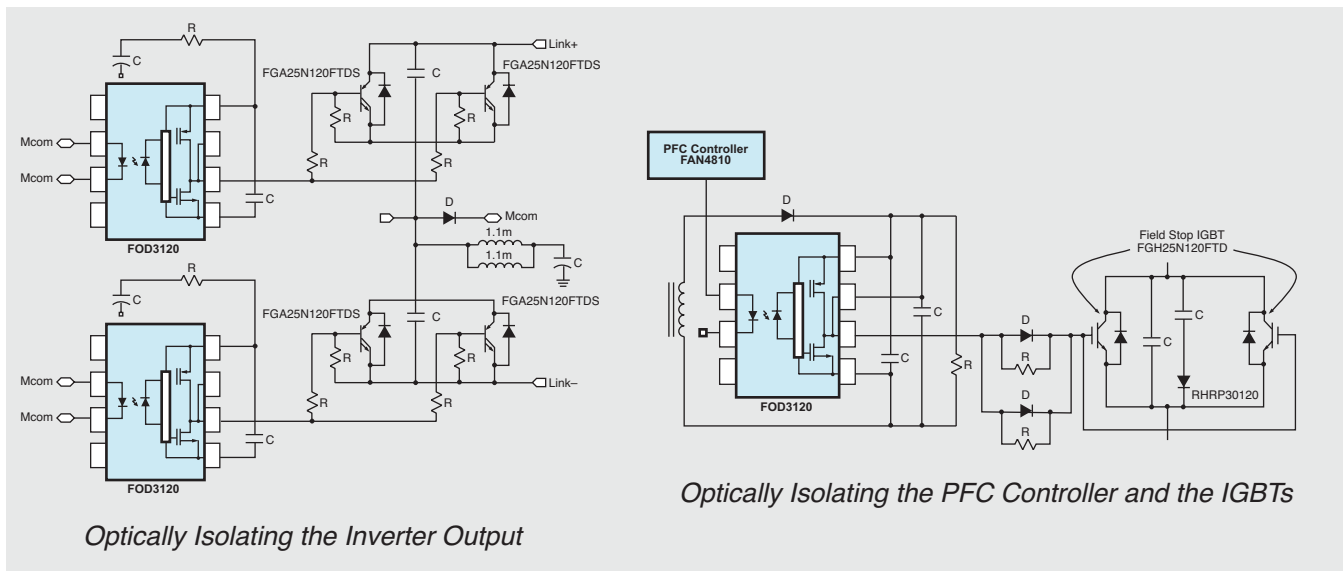 R
C
FGA25N120FTDS
C
FGA25N120FTDS
Link+
R
R
Mcom
Mcom
R
R
C
FOD3120
D
Mcom
1.1m
1.1m
C
R
C
FGA25N120FTDS
C
FGA25N120FTDS
R
R
Mcom
Mcom
Link–
R
R
C
FOD3120
Optically Isolating the Inverter Output
PFC Controller
FAN4810
D
Field Stop IGBT
FGH25N120FTD
C
C
R
D
R
D
R
C
C
RHRP30120
FOD3120
Optically Isolating the PFC Controller and the IGBTs